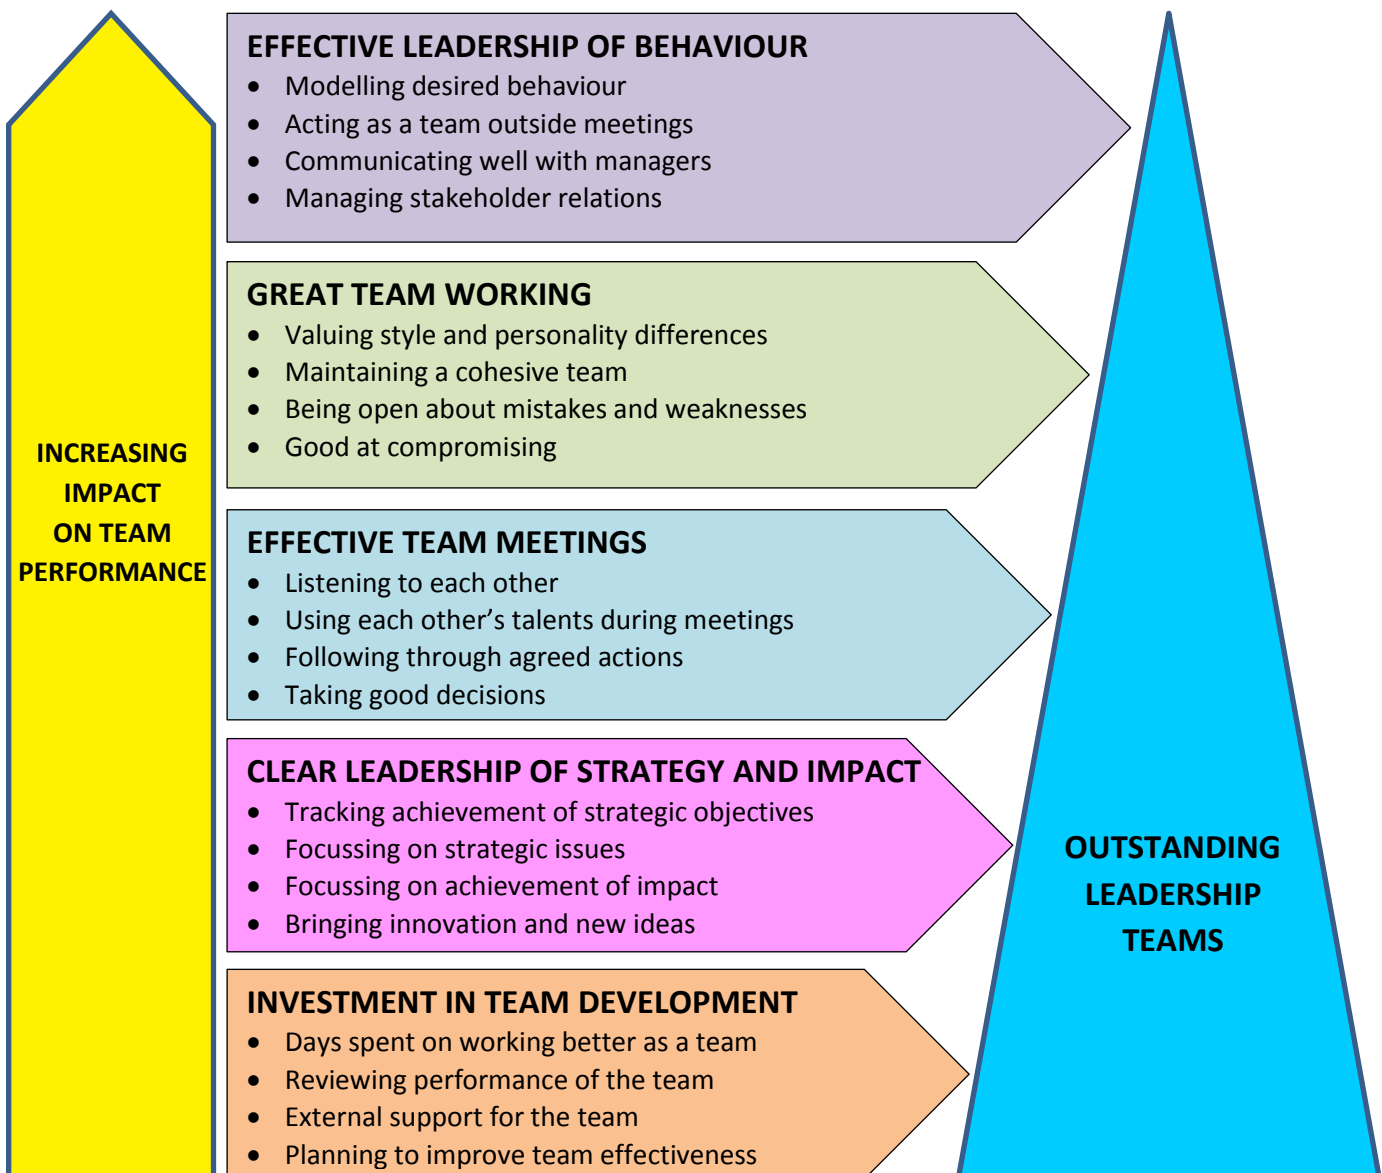 EFFECTIVE LEADERSHIP OF BEHAVIOUR
• Modelling desired behaviour
• Acting as a team outside meetings
• Communicating well with managers
• Managing stakeholder relations
GREAT TEAM WORKING
• Valuing style and personality differences
• Maintaining a cohesive team
• Being open about mistakes and weaknesses
• Good at compromising
INCREASING
IMPACT
ON TEAM
PERFORMANCE
EFFECTIVE TEAM MEETINGS
• Listening to each other
• Using each other’s talents during meetings
• Following through agreed actions
• Taking good decisions
CLEAR LEADERSHIP OF STRATEGY AND IMPACT
• Tracking achievement of strategic objectives
• Focussing on strategic issues
• Focussing on achievement of impact
• Bringing innovation and new ideas
OUTSTANDING
LEADERSHIP
TEAMS
INVESTMENT IN TEAM DEVELOPMENT
• Days spent on working better as a team
• Reviewing performance of the team
• External support for the team
• Planning to improve team effectiveness